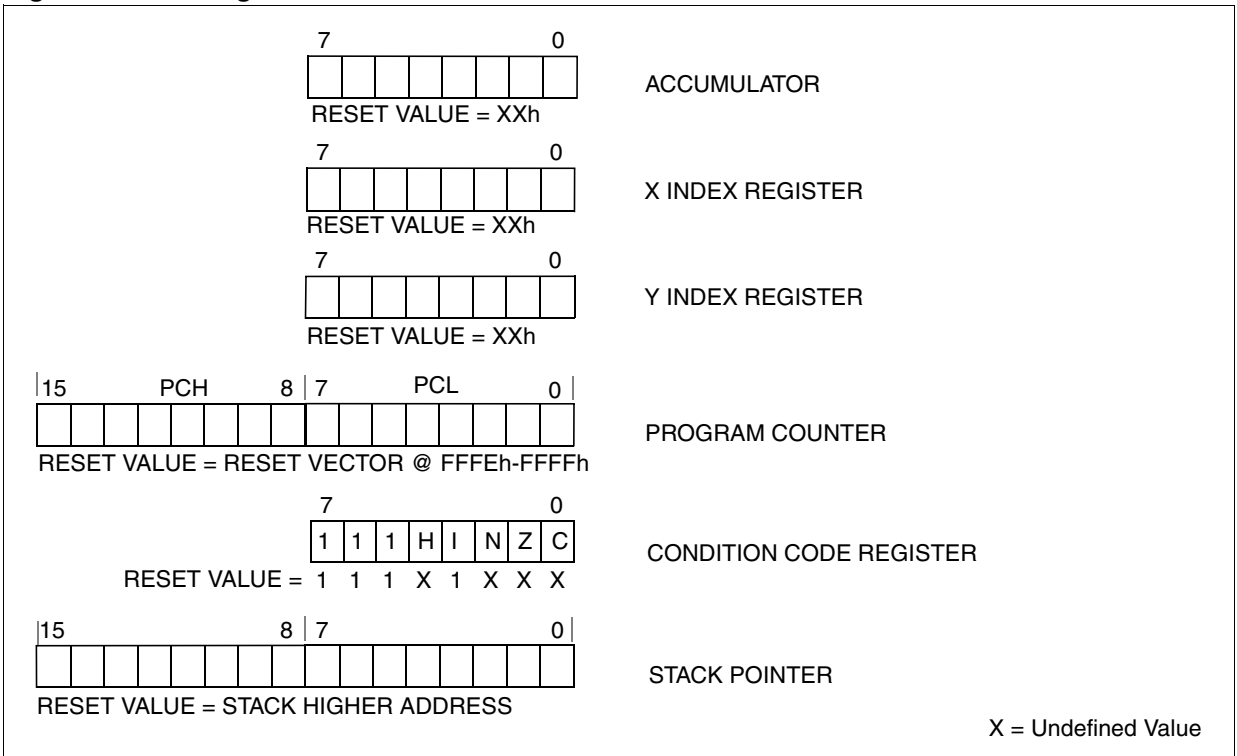 7 0
ACCUMULATOR
RESET VALUE = XXh
7 0
X INDEX REGISTER
RESET VALUE = XXh
7 0
Y INDEX REGISTER
RESET VALUE = XXh
15 PCH 8 7 PCL 0
PROGRAM COUNTER
RESET VALUE = RESET VECTOR @ FFFEh-FFFFh
7 0
1 1 1 H I N Z C
CONDITION CODE REGISTER
RESET VALUE = 1 1 1 X 1 X X X
15 8 7 0
STACK POINTER
RESET VALUE = STACK HIGHER ADDRESS
X = Undefined Value